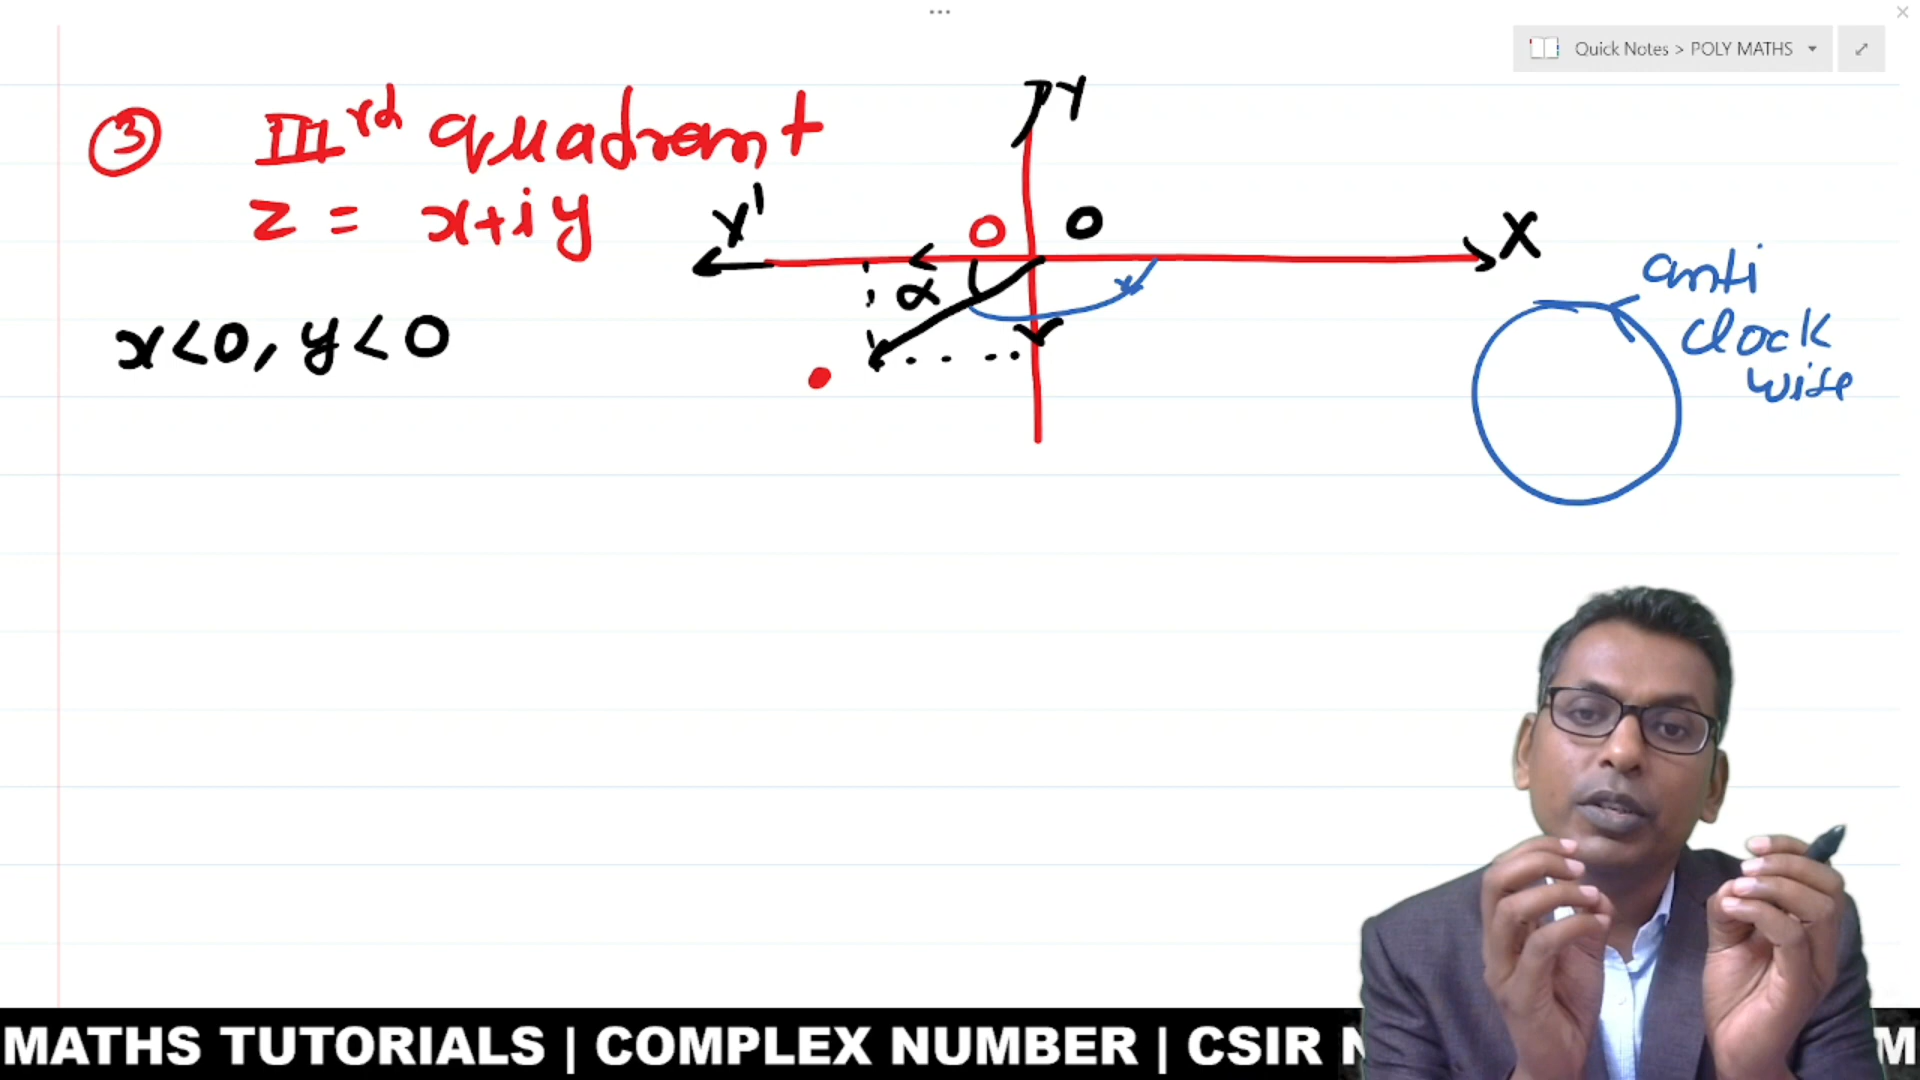 Quick Notes > POLY MATHS
③ IIIrd quadrant
z = x+iy
x<0, y<0
Y
X'
O
O
X
α
anti
clock
wise
MATHS TUTORIALS | COMPLEX NUMBER | CSIR N
M